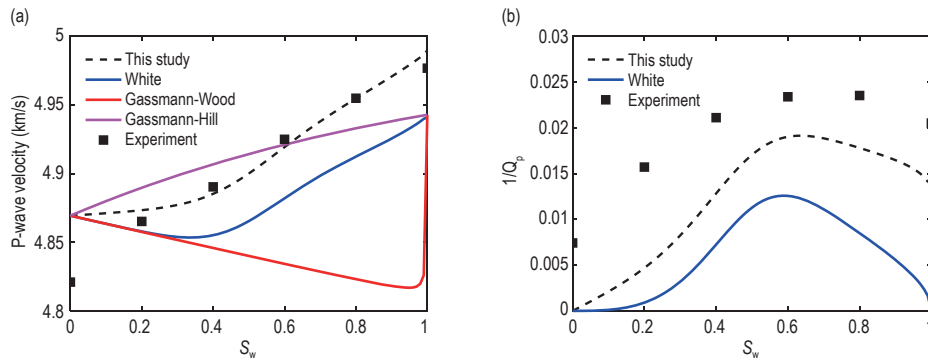 (a)
5
4.95
4.9
4.85
4.8
P-wave velocity (km/s)
This study
White
Gassmann-Wood
Gassmann-Hill
Experiment
0
0.2
0.4
0.6
0.8
1
Sw
(b)
0.03
0.025
0.02
0.015
0.01
0.005
0
1/Qp
This study
White
Experiment
0
0.2
0.4
0.6
0.8
1
Sw